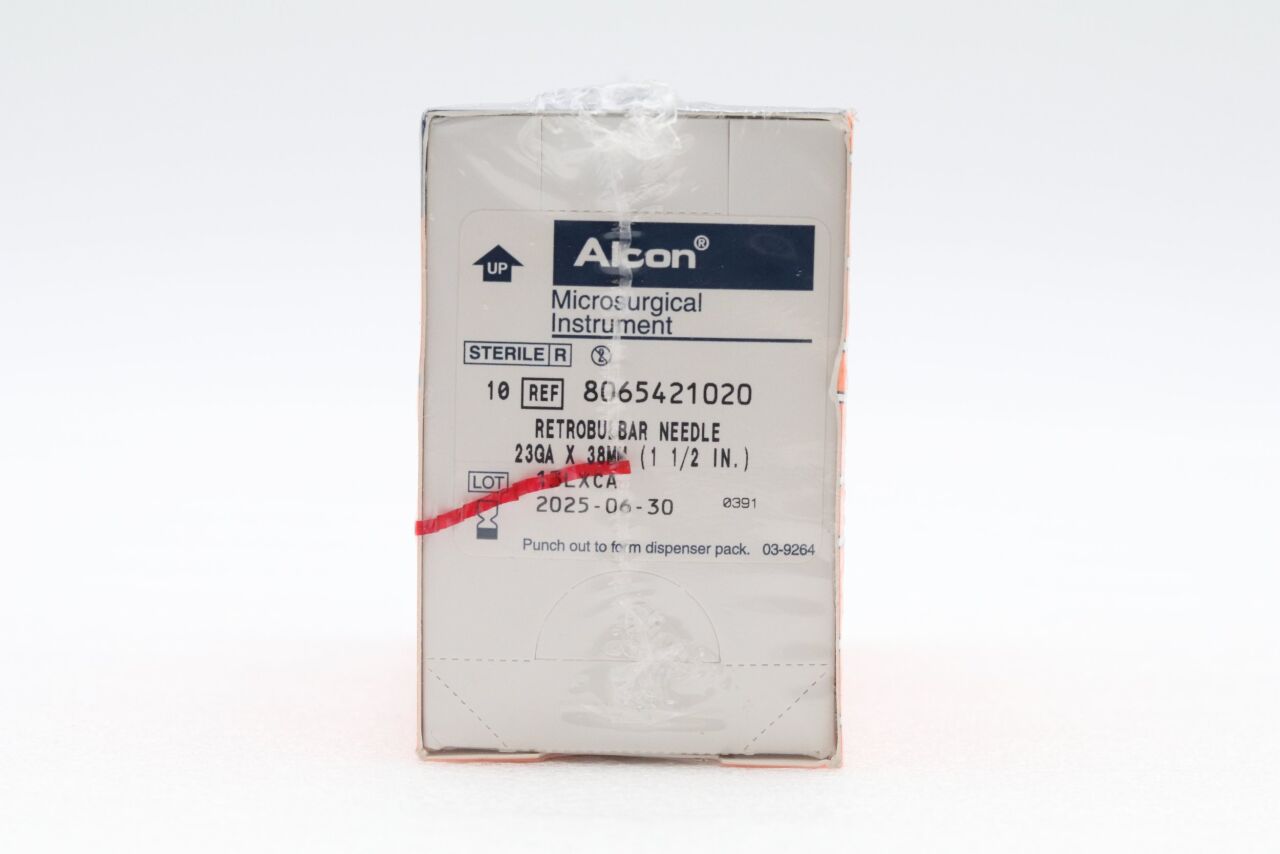 UP
Alcon®
Microsurgical
Instrument
STERILE R
10 REF 8065421020
RETROBULBAR NEEDLE
23GA X 38MM (1 1/2 IN.)
LOT
2025-06-30 0391
Punch out to form dispenser pack. 03-9264